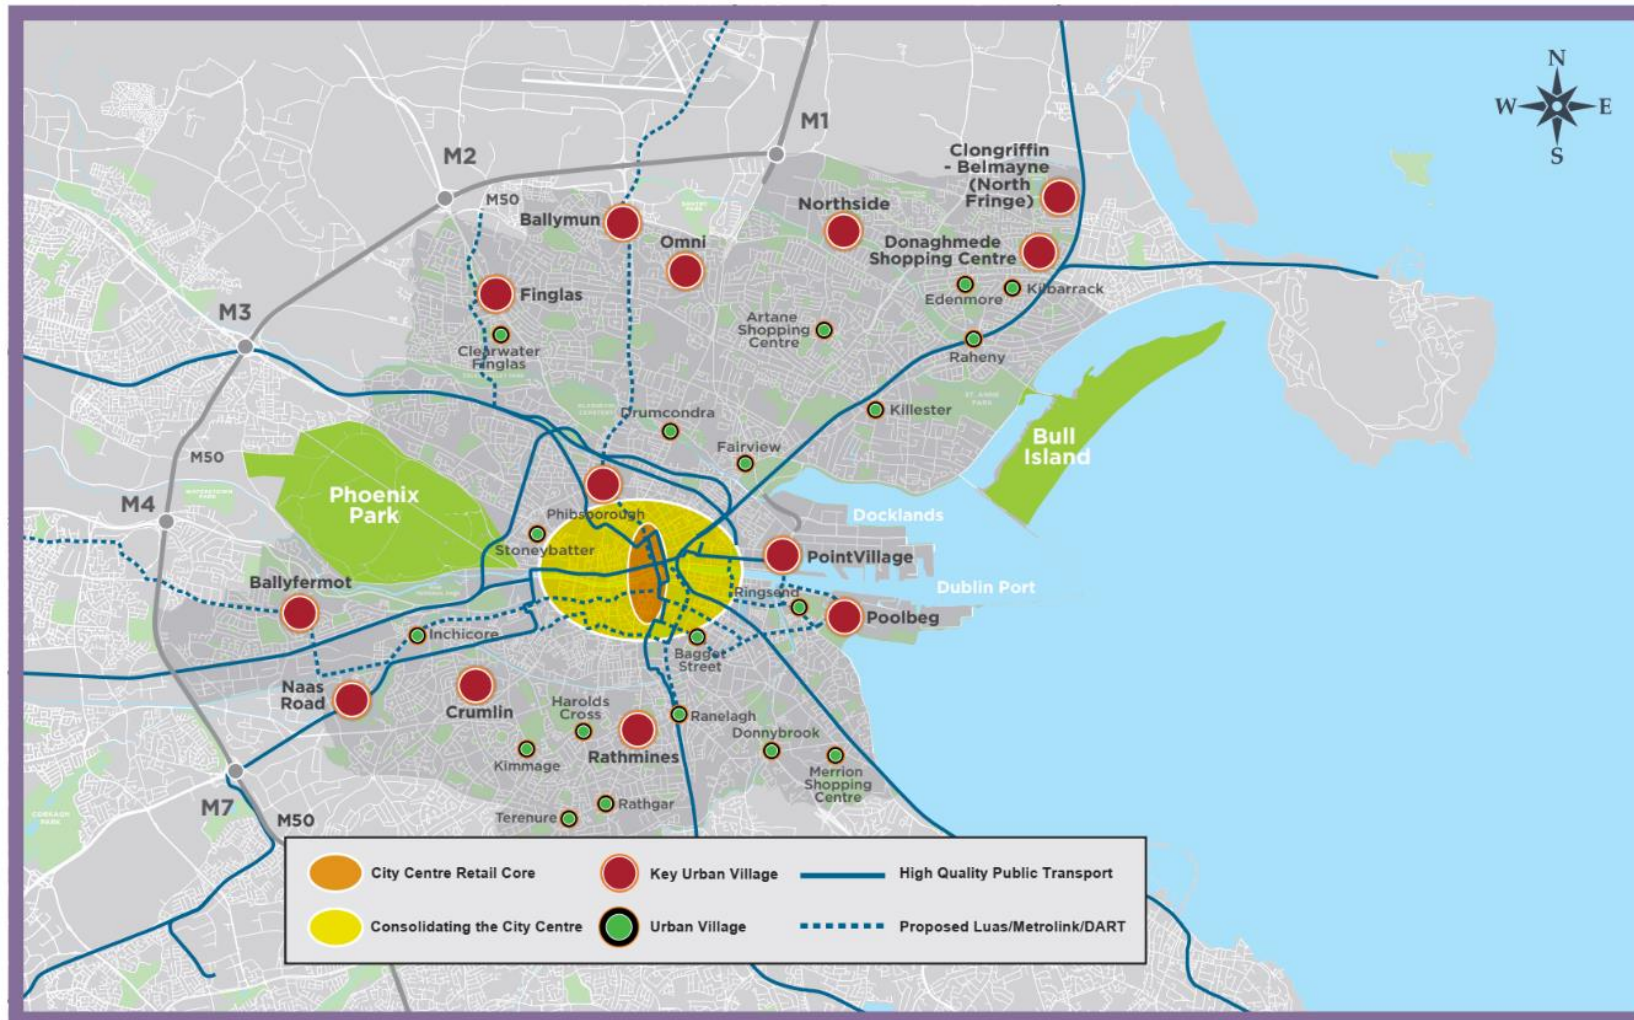 N
W
E
S
M1
M2
M50
Clongriffin
- Belmayne
(North
Fringe)
Ballymun
Northside
Omni
Donaghmede
Shopping Centre
Finglas
Edenmore
Kilbarrack
M3
Artane
Shopping
Centre
Clearwater
Finglas
Raheny
ST. ANNE
PARK
Drumcondra
Killester
Fairview
Bull
Island
M50
M4
Phoenix
Park
Phibsborough
Stoneybatter
Docklands
PointVillage
Ballyfermot
Dublin Port
Ringsend
Poolbeg
Inchicore
Baggot
Street
Naas
Road
Crumlin
Harolds
Cross
Ranelagh
Donnybrook
Kimmage
Rathmines
Merrion
Shopping
Centre
M7
Rathgar
Terenure
M50
City Centre Retail Core
Key Urban Village
High Quality Public Transport
Consolidating the City Centre
Urban Village
Proposed Luas/Metrolink/DART